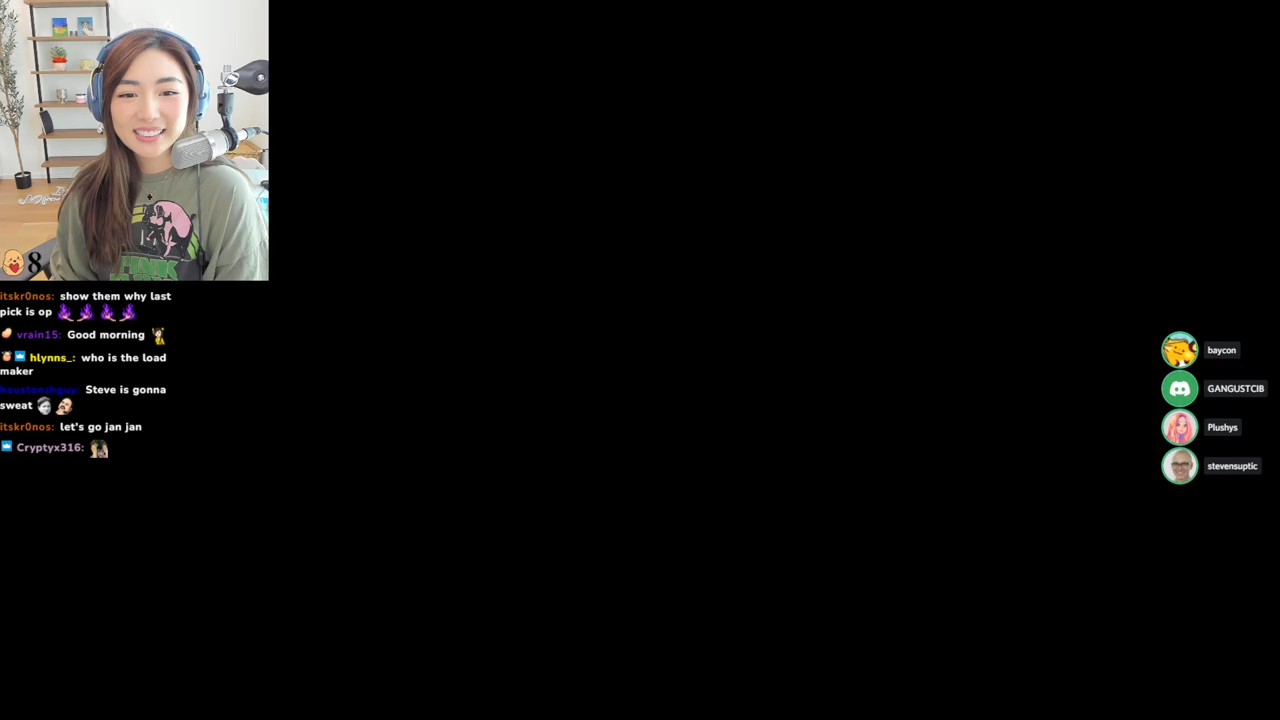 8
itskr0nos: show them why last
pick is op
vrain15: Good morning
hlynns_: who is the load
maker
Steve is gonna
sweat
itskr0nos: let's go jan jan
Cryptyx316:
baycon
GANGUSTCIB
Plushys
stevensuptic